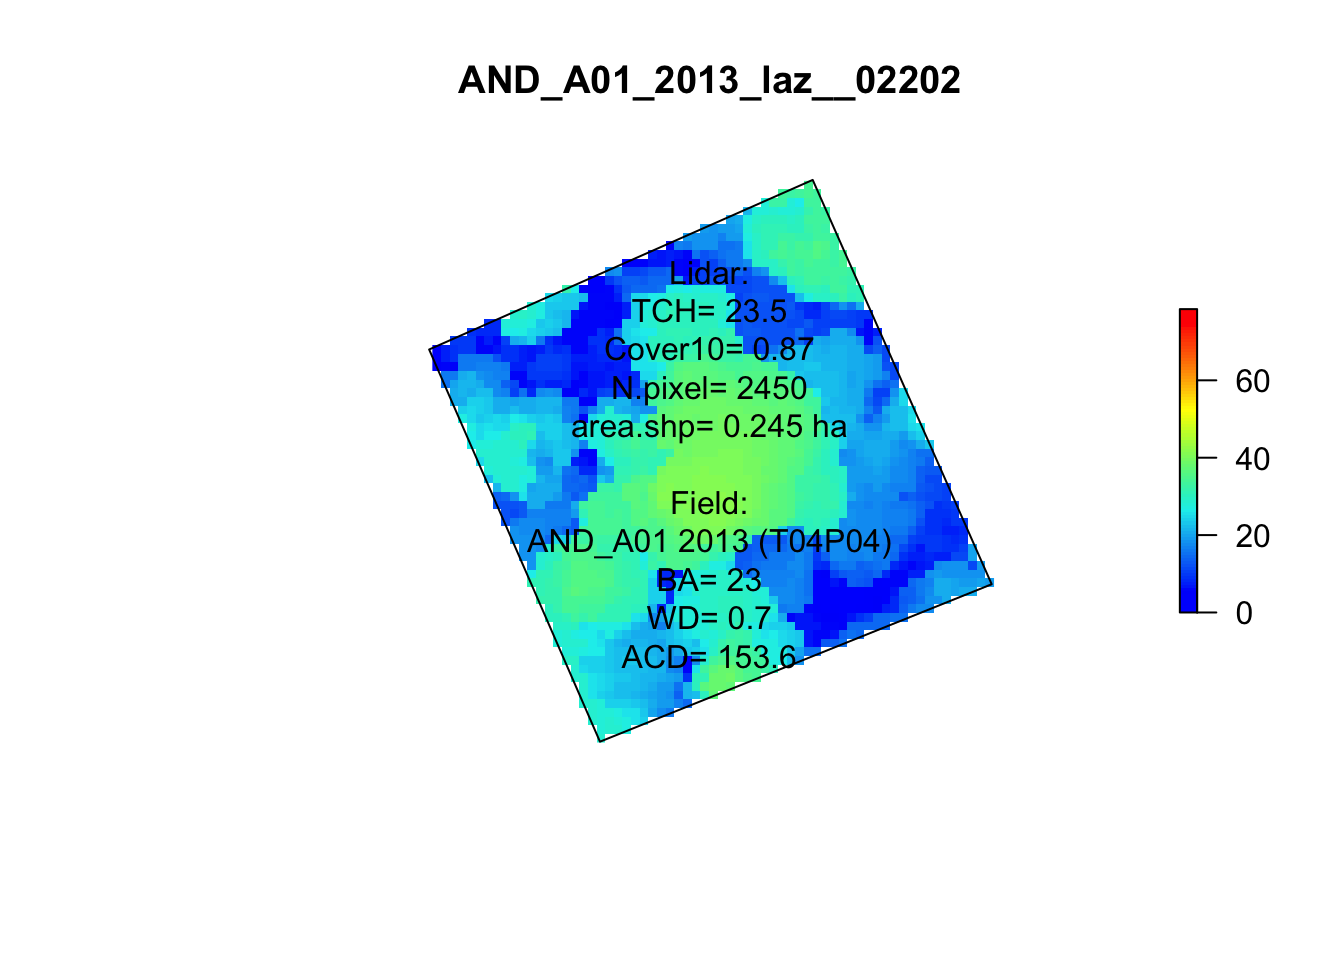 AND_A01_2013_laz__02202
Lidar:
TCH= 23.5
Cover10= 0.87
N.pixel= 2450
area.shp= 0.245 ha
Field:
AND_A01 2013 (T04P04)
BA= 23
WD= 0.7
ACD= 153.6
60
40
20
0